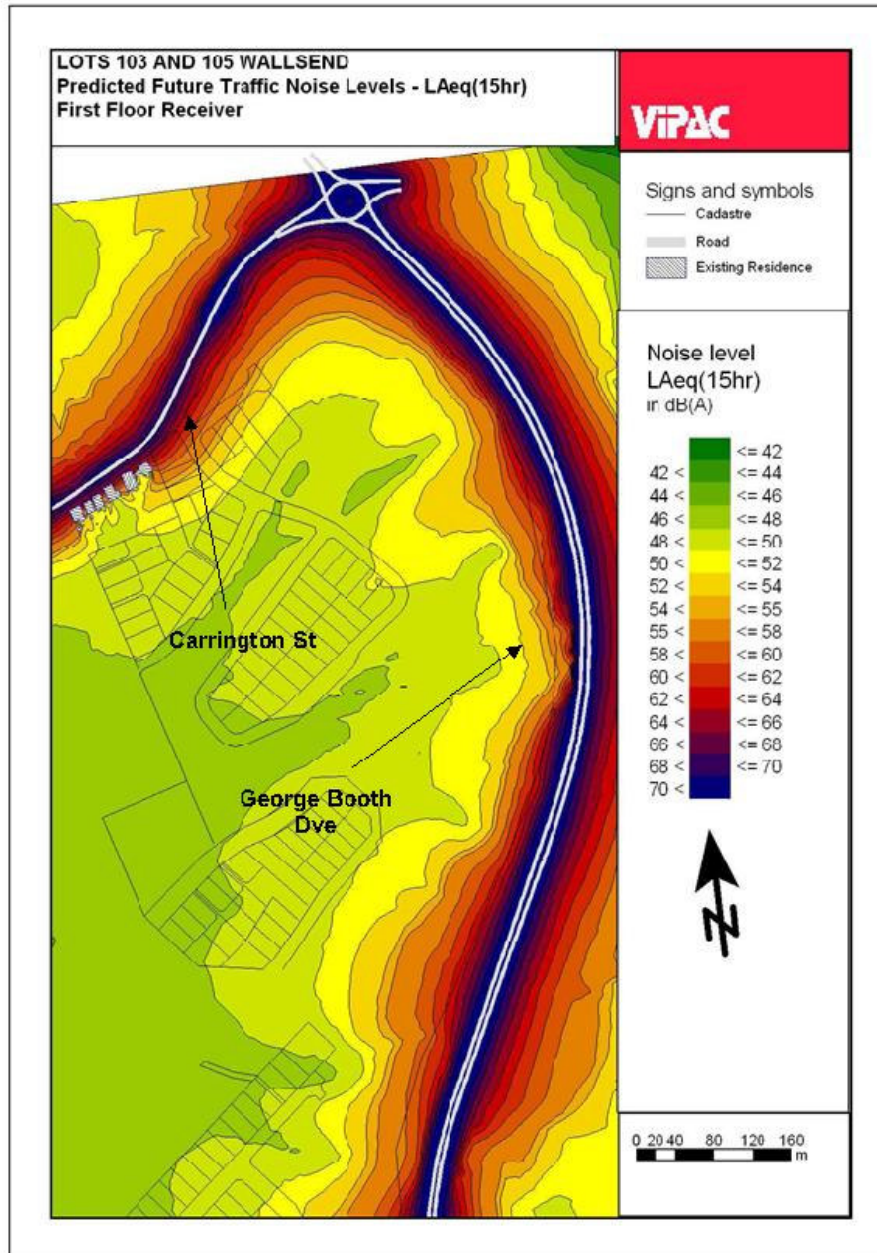 LOTS 103 AND 105 WALLSEND
Predicted Future Traffic Noise Levels - LAeq(15hr)
First Floor Receiver
VIPAC
Signs and symbols
Cadastre
Road
Existing Residence
Noise level
LAeq(15hr)
in dB(A)
<= 42
42 < <= 44
44 < <= 46
46 < <= 48
48 < <= 50
50 < <= 52
52 < <= 54
54 < <= 55
55 < <= 58
58 < <= 60
60 < <= 62
62 < <= 64
64 < <= 66
66 < <= 68
68 < <= 70
70 <
Carrington St
George Booth
Dve
N
0 20 40 80 120 160
m